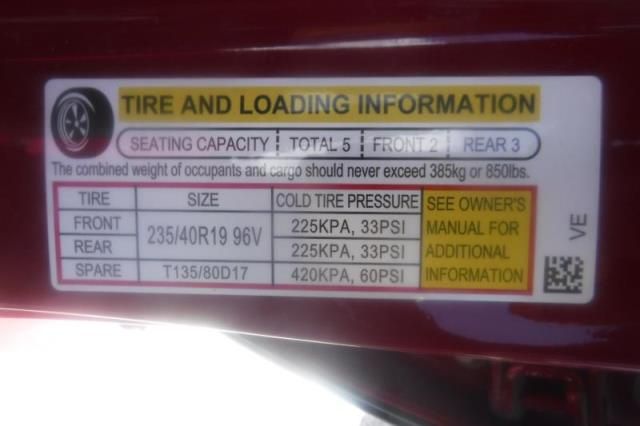 TIRE AND LOADING INFORMATION
SEATING CAPACITY TOTAL 5 FRONT 2 REAR 3
The combined weight of occupants and cargo should never exceed 385kg or 850lbs.
TIRE SIZE COLD TIRE PRESSURE SEE OWNER'S MANUAL FOR ADDITIONAL INFORMATION
FRONT 235/40R19 96V 225KPA, 33PSI
REAR 225KPA, 33PSI
SPARE T135/80D17 420KPA, 60PSI
VE